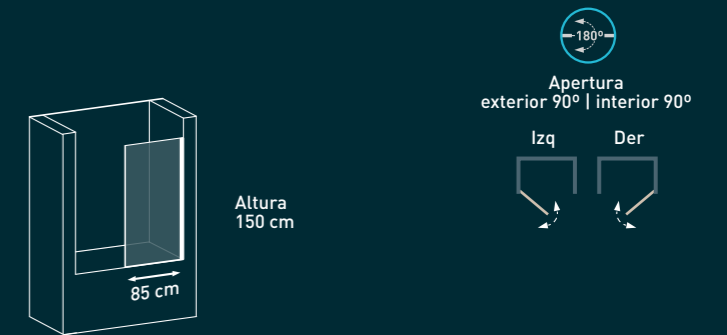 180º
Apertura
exterior 90º | interior 90º
Izq Der
Altura
150 cm
85 cm